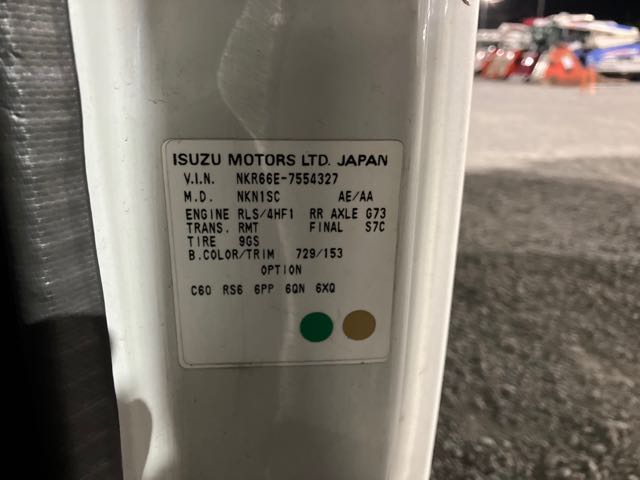 ISUZU MOTORS LTD. JAPAN
V.I.N. NKR66E-7554327
M.D. NKN1SC AE/AA
ENGINE RLS/4HF1 RR AXLE G73
TRANS. RMT FINAL S7C
TIRE 9GS
B.COLOR/TRIM 729/153
OPTION
C60 RS6 6PP 6QN 6XQ